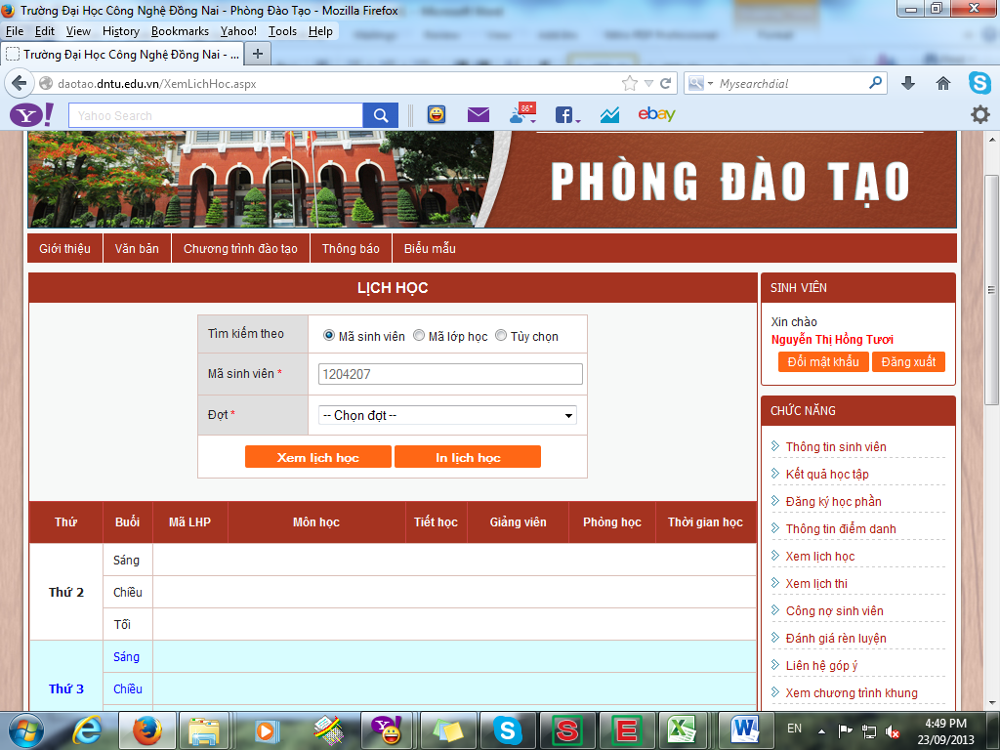 Trường Đại Học Công Nghệ Đồng Nai - Phòng Đào Tạo - Mozilla Firefox
File Edit View History Bookmarks Yahoo! Tools Help
Trường Đại Học Công Nghệ Đồng Nai - ... +
daotao.dntu.edu.vn/XemLichHoc.aspx
Mysearchdial
Y!
Yahoo Search
86°
ebay
PHÒNG ĐÀO TẠO
Giới thiệu Văn bản Chương trình đào tạo Thông báo Biểu mẫu
LỊCH HỌC
Tìm kiếm theo Mã sinh viên Mã lớp học Tùy chọn
Mã sinh viên * 1204207
Đợt * -- Chọn đợt --
Xem lịch học In lịch học
Thứ Buổi Mã LHP Môn học Tiết học Giảng viên Phòng học Thời gian học
Thứ 2
Sáng
Chiều
Tối
Thứ 3
Sáng
Chiều
SINH VIÊN
Xin chào
Nguyễn Thị Hồng Tươi
Đổi mật khẩu Đăng xuất
CHỨC NĂNG
Thông tin sinh viên
Kết quả học tập
Đăng ký học phần
Thông tin điểm danh
Xem lịch học
Xem lịch thi
Công nợ sinh viên
Đánh giá rèn luyện
Liên hệ góp ý
Xem chương trình khung
EN
4:49 PM
23/09/2013